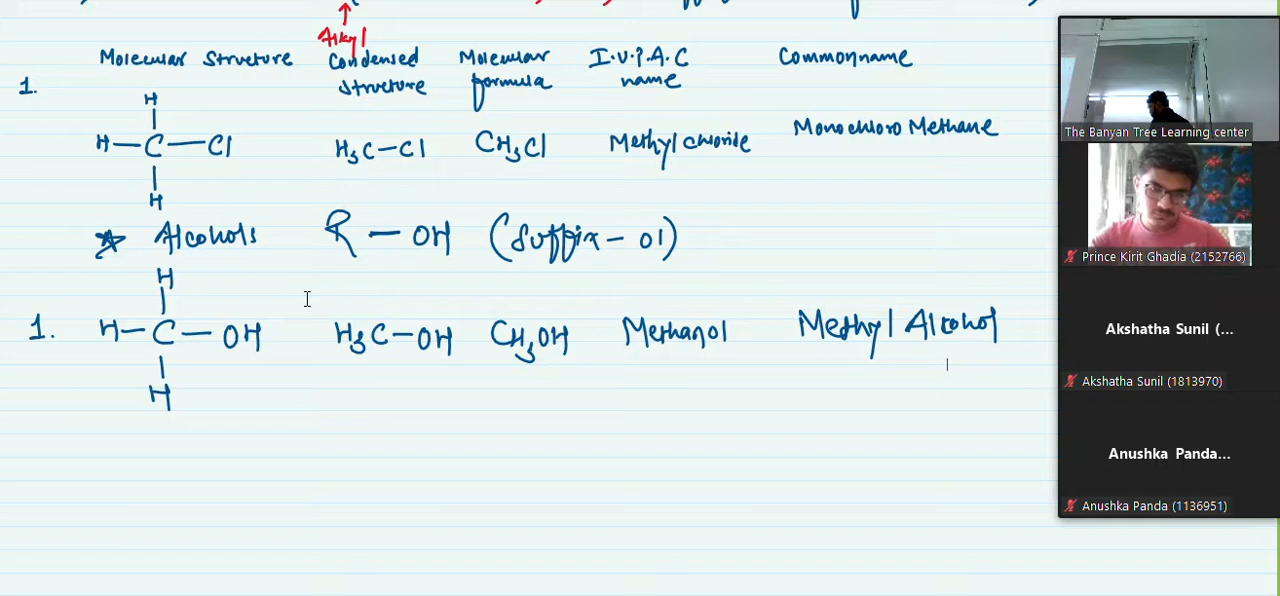 Alkyl
Molecular Structure Condensed structure Molecular formula I.U.P.A.C name Common name
1.
H
H—C—Cl H₃C—Cl CH₃Cl Methyl chloride Monochloro Methane
H
Alcohols R—OH (Suffix - ol)
H
1. H—C—OH H₃C—OH CH₃OH Methanol Methyl Alcohol
H
The Banyan Tree Learning center
Prince Kirit Ghadia (2152766)
Akshatha Sunil (...
Akshatha Sunil (1813970)
Anushka Panda...
Anushka Panda (1136951)